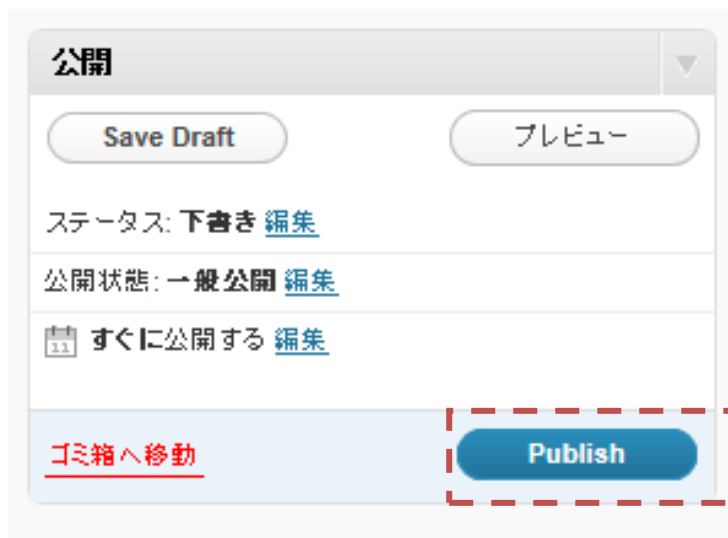 公開
Save Draft プレビュー
ステータス: 下書き 編集
公開状態: 一般公開 編集
11 すぐに公開する 編集
ゴミ箱へ移動 Publish